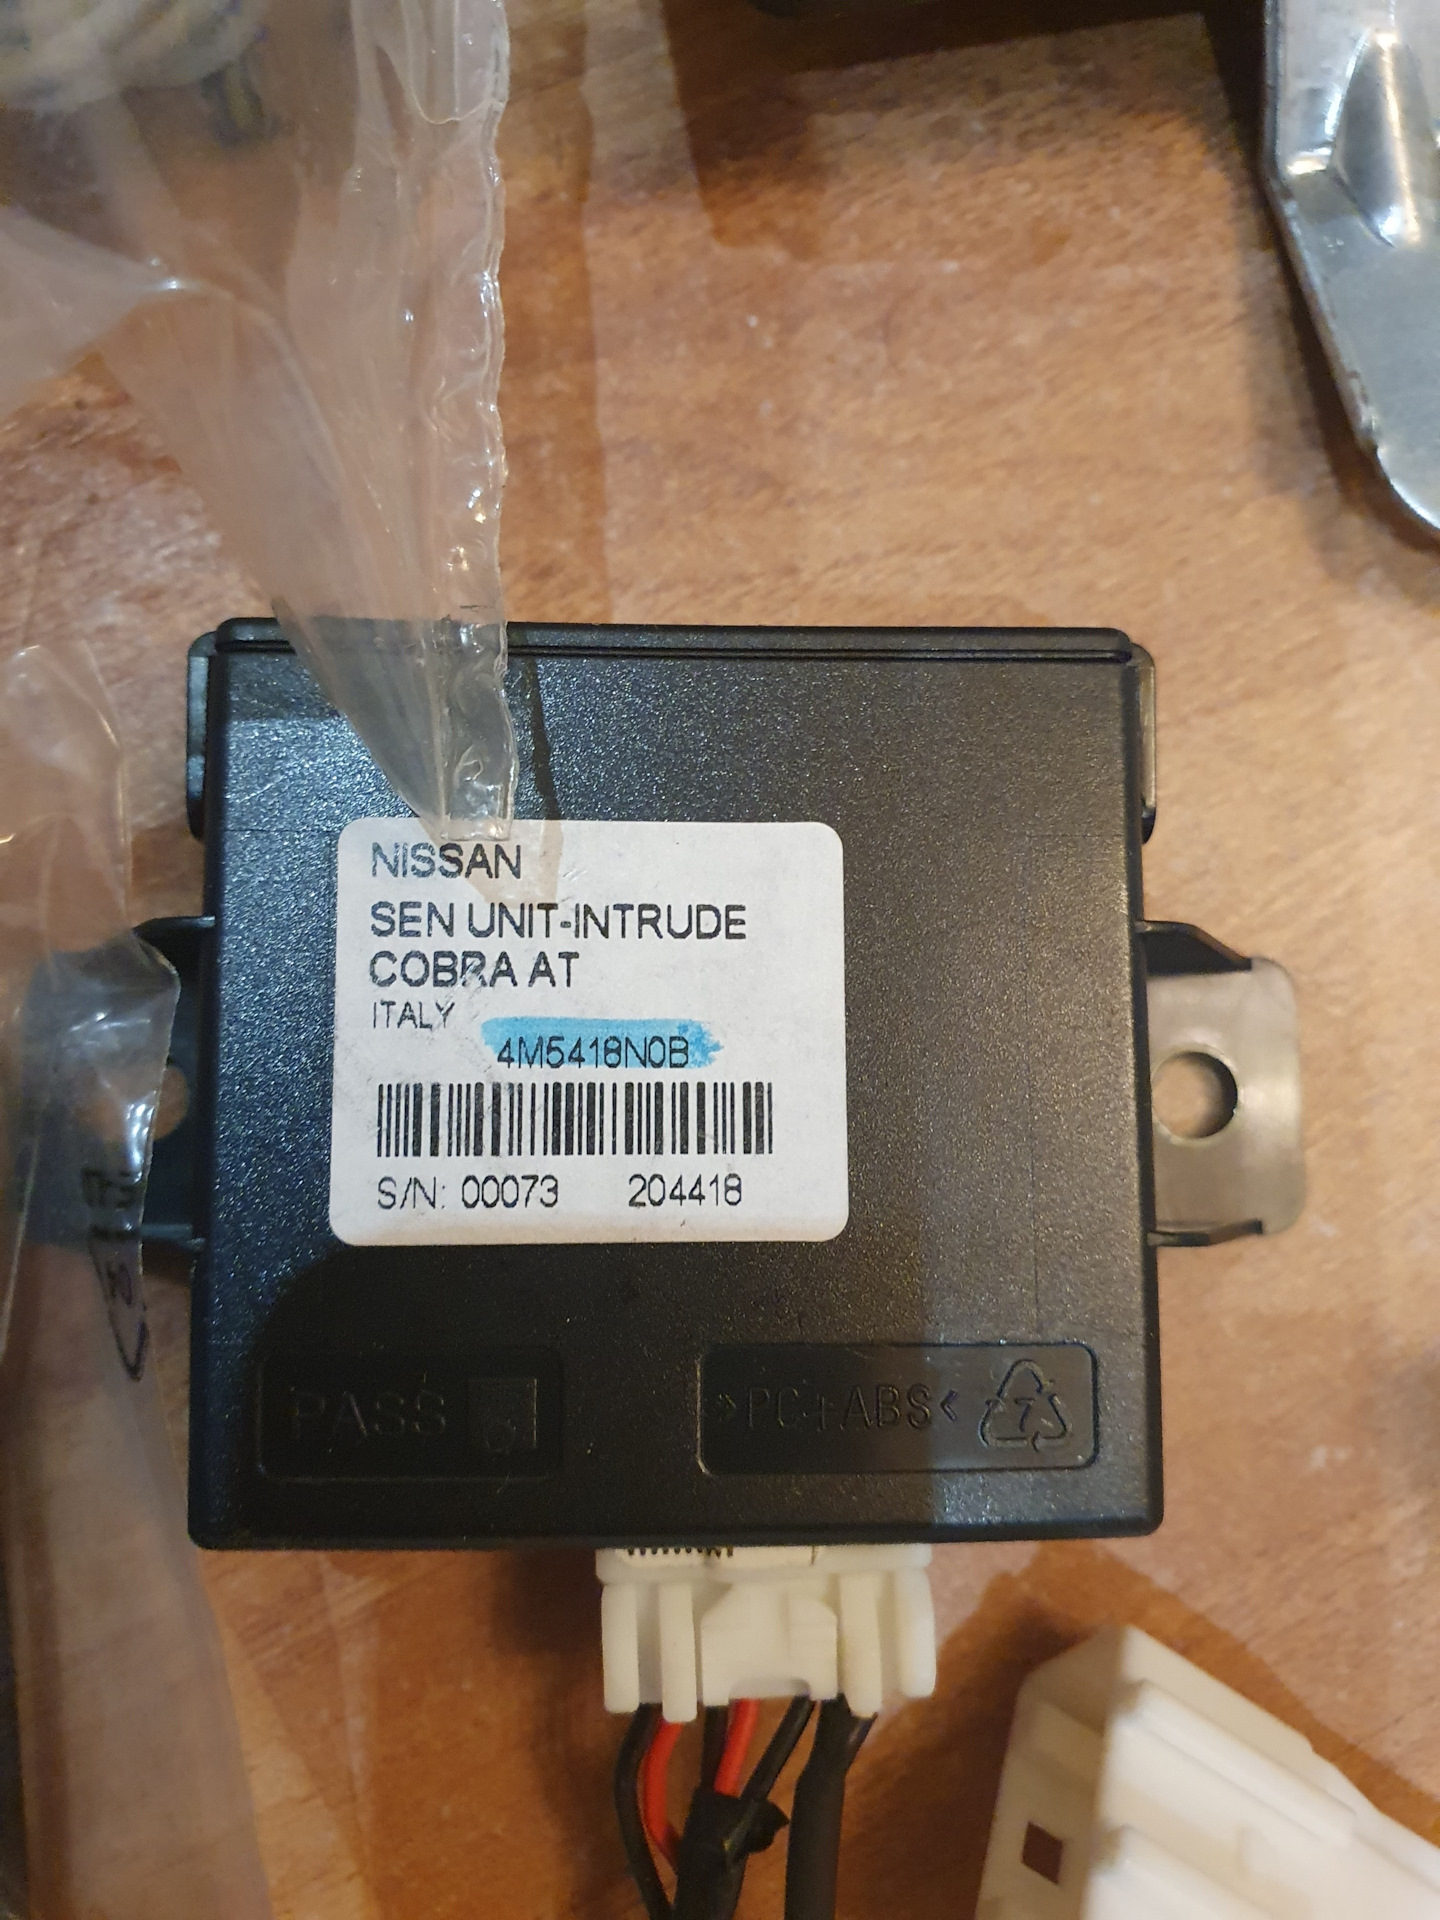 NISSAN
SEN UNIT-INTRUDE
COBRA AT
ITALY
4M5418N0B
S/N: 00073 204418
PASS
>PC+ABS< 7